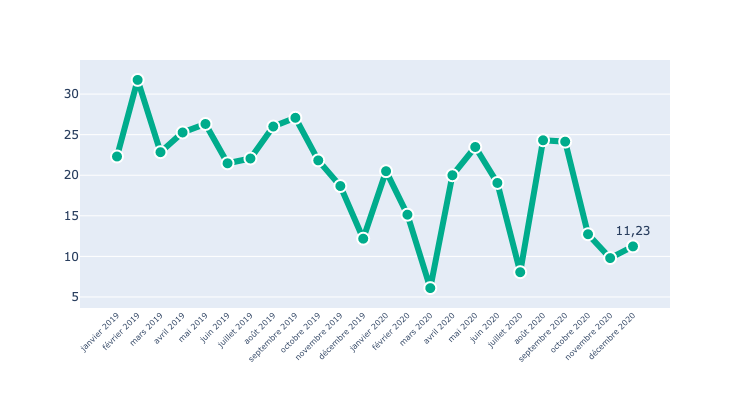 30
25
20
15
10
5
11,23
janvier 2019
février 2019
mars 2019
avril 2019
mai 2019
juin 2019
juillet 2019
août 2019
septembre 2019
octobre 2019
novembre 2019
décembre 2019
janvier 2020
février 2020
mars 2020
avril 2020
mai 2020
juin 2020
juillet 2020
août 2020
septembre 2020
octobre 2020
novembre 2020
décembre 2020